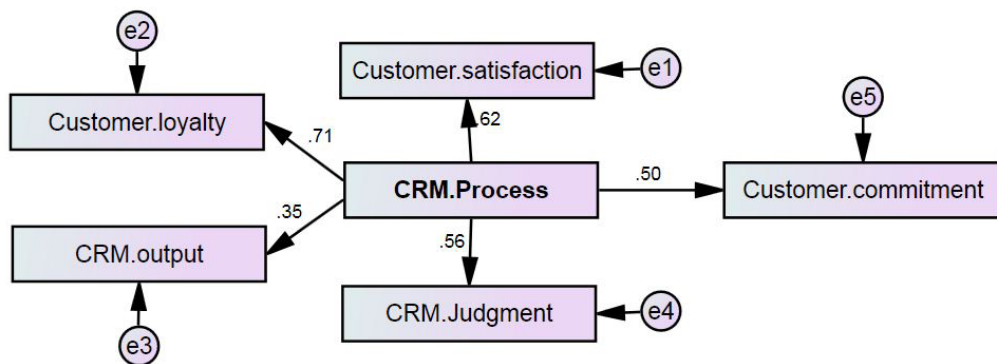 e2
Customer.satisfaction
e1
Customer.loyalty
e5
.71
.62
CRM.Process
.50
Customer.commitment
.35
CRM.output
.56
CRM.Judgment
e4
e3